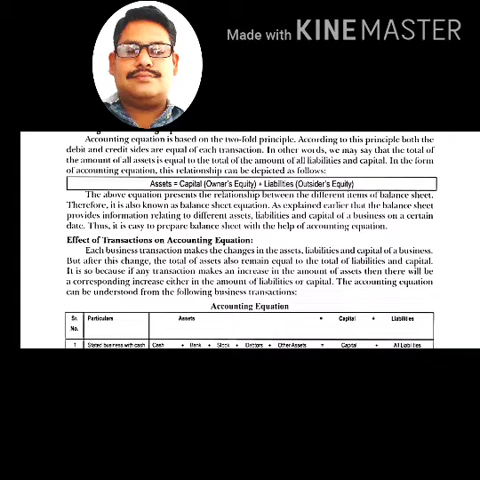 Made with KINEMASTER
Accounting equation is based on the two-fold principle. According to this principle both the
debit and credit sides are equal of each transaction. In other words, we may say that the total of
the amount of all assets is equal to the total of the amount of all liabilities and capital. In the form
of accounting equation, this relationship can be depicted as follows:
Assets = Capital (Owner's Equity) + Liabilities (Outsider's Equity)
The above equation presents the relationship between the different items of balance sheet.
Therefore, it is also known as balance sheet equation. As explained earlier that the balance sheet
provides information relating to different assets, liabilities and capital of a business on a certain
date. Thus, it is easy to prepare balance sheet with the help of accounting equation.
Effect of Transactions on Accounting Equation:
Each business transaction makes the changes in the assets, liabilities and capital of a business.
But after this change, the total of assets also remain equal to the total of liabilities and capital.
It is so because if any transaction makes an increase in the amount of assets then there will be
a corresponding increase either in the amount of liabilities or capital. The accounting equation
can be understood from the following business transactions:
Accounting Equation
Sr. No. Particulars Assets = Capital + Liabilities
1 Stated business with cash Cash + Bank + Stock + Debtors + Other Assets = Capital + All Liabilities